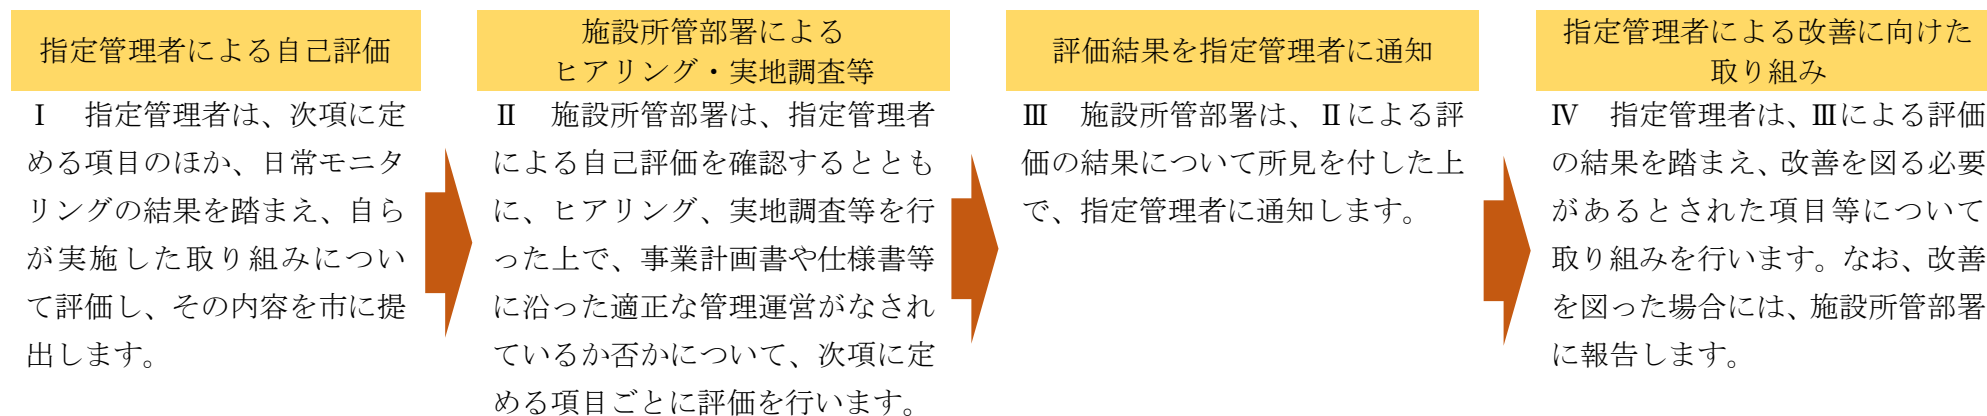 指定管理者による自己評価
Ⅰ　指定管理者は、次項に定
める項目のほか、日常モニタ
リングの結果を踏まえ、自ら
が実施した取り組みについ
て評価し、その内容を市に提
出します。
施設所管部署による
ヒアリング・実地調査等
Ⅱ　施設所管部署は、指定管理者
による自己評価を確認するととも
に、ヒアリング、実地調査等を行
った上で、事業計画書や仕様書等
に沿った適正な管理運営がなされ
ているか否かについて、次項に定
める項目ごとに評価を行います。
評価結果を指定管理者に通知
Ⅲ　施設所管部署は、Ⅱによる評
価の結果について所見を付した上
で、指定管理者に通知します。
指定管理者による改善に向けた
取り組み
Ⅳ　指定管理者は、Ⅲによる評価
の結果を踏まえ、改善を図る必要
があるとされた項目等について
取り組みを行います。なお、改善
を図った場合には、施設所管部署
に報告します。